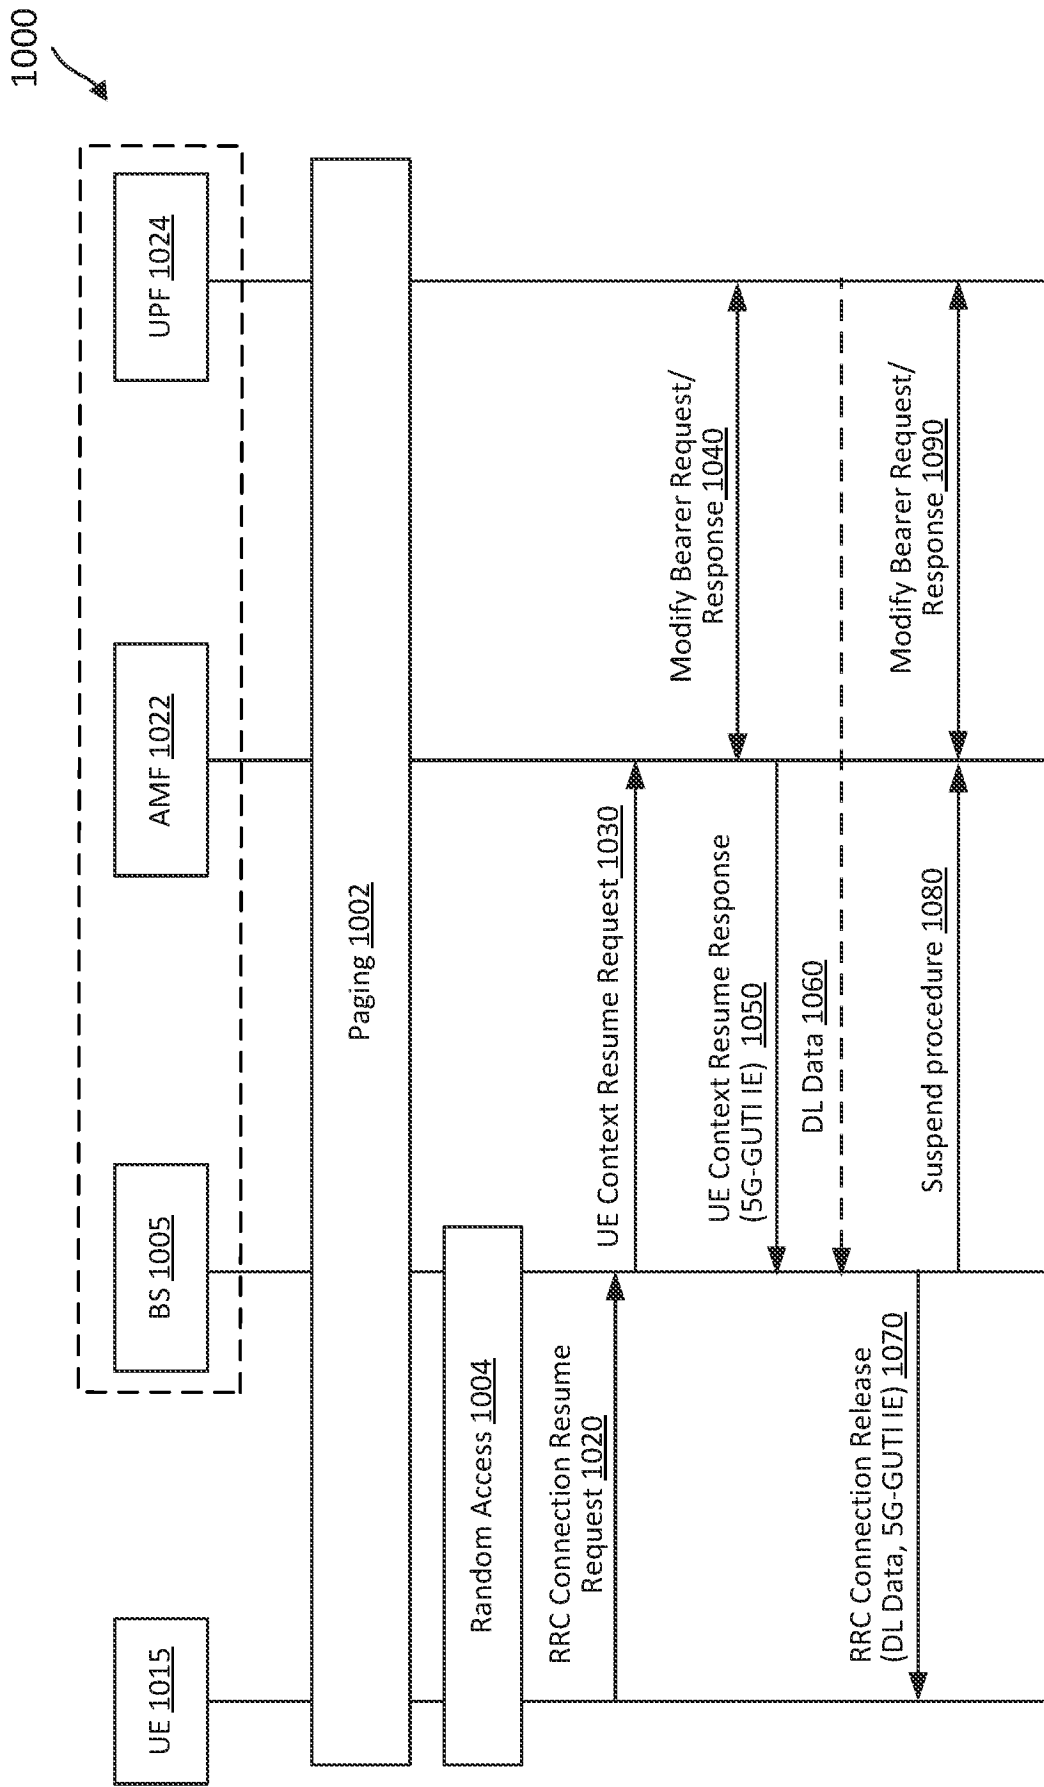 1000
UE 1015
BS 1005
AMF 1022
UPF 1024
Paging 1002
Random Access 1004
RRC Connection Resume
Request 1020
UE Context Resume Request 1030
Modify Bearer Request/
Response 1040
UE Context Resume Response
(5G-GUTI IE) 1050
DL Data 1060
RRC Connection Release
(DL Data, 5G-GUTI IE) 1070
Suspend procedure 1080
Modify Bearer Request/
Response 1090